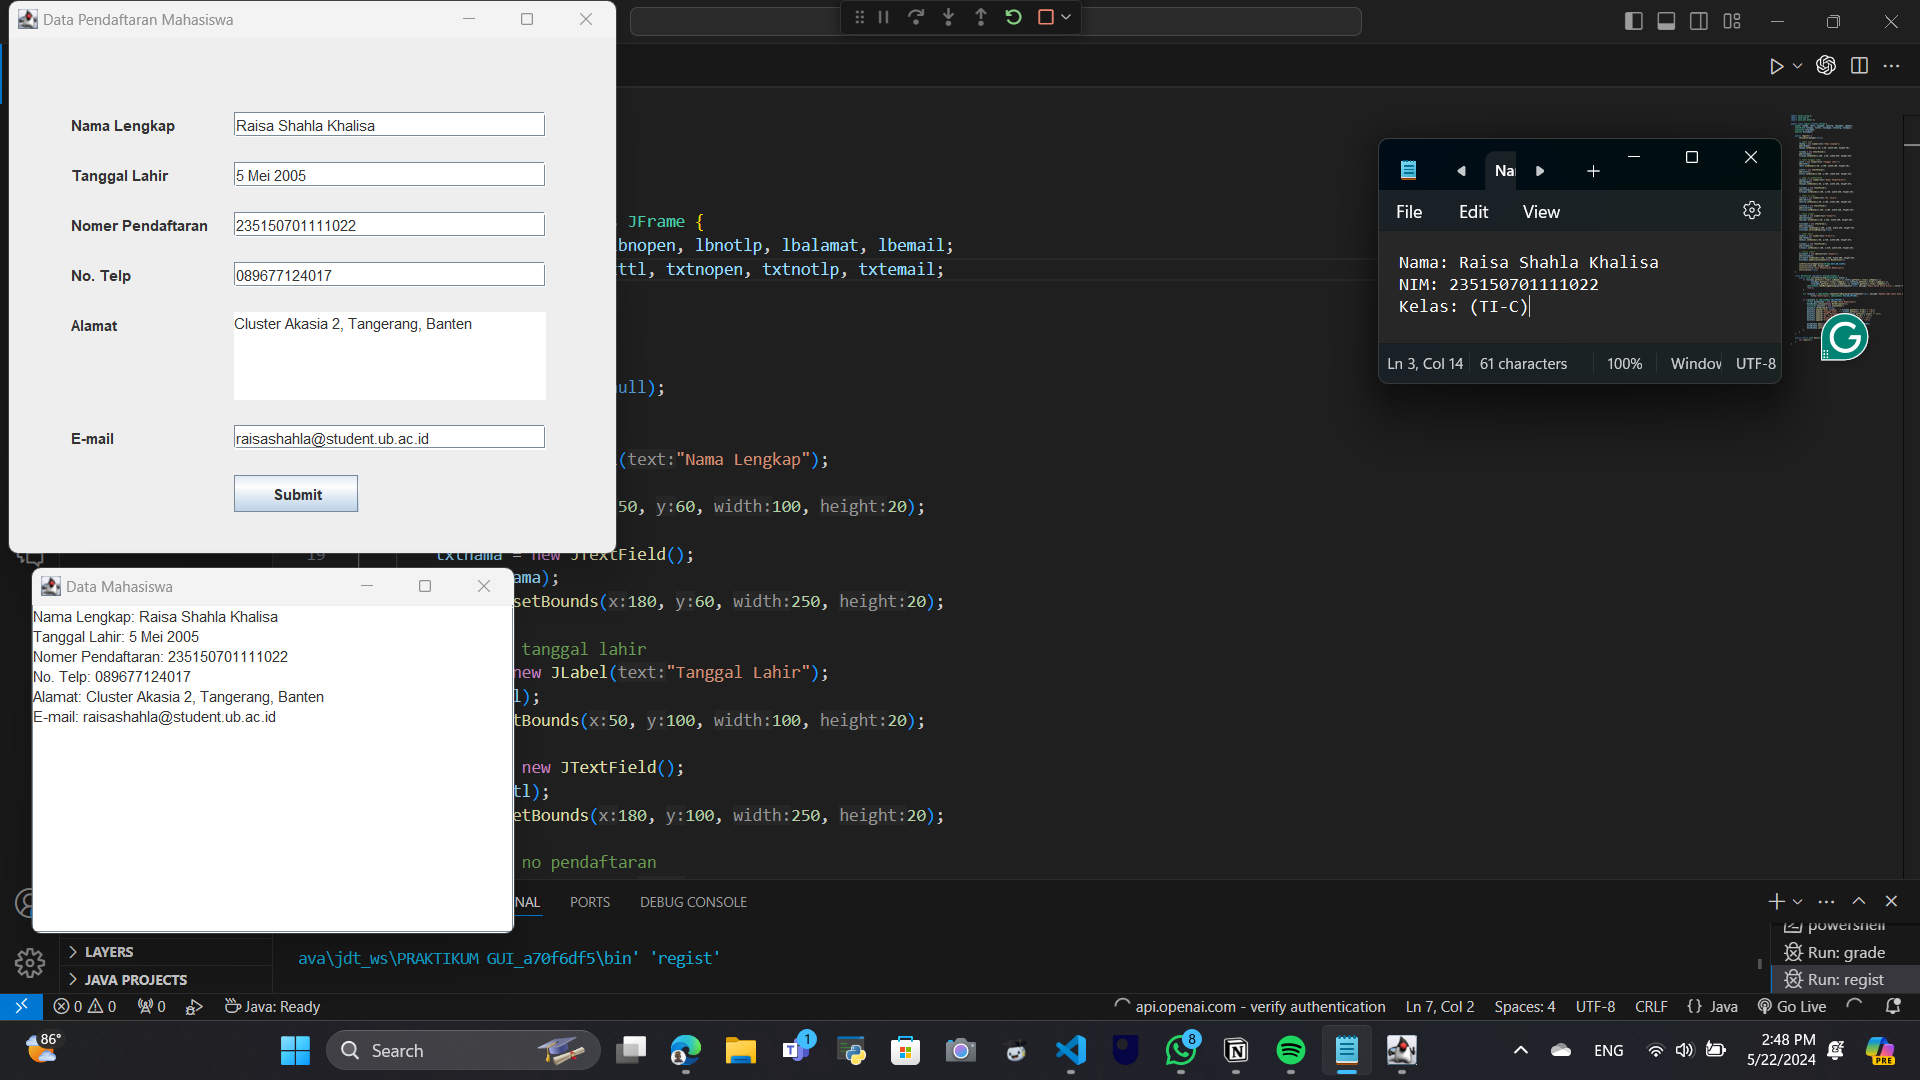 Data Pendaftaran Mahasiswa
Nama Lengkap
Raisa Shahla Khalisa
Tanggal Lahir
5 Mei 2005
Nomer Pendaftaran
235150701111022
No. Telp
089677124017
Alamat
Cluster Akasia 2, Tangerang, Banten
E-mail
raisashahla@student.ub.ac.id
Submit
JFrame {
bnopen, lbnotlp, lbalamat, lbemail;
ttl, txtnopen, txtnotlp, txtemail;
ull);
(text:"Nama Lengkap");
50, y:60, width:100, height:20);
19
txtnama = new JTextField();
ama);
setBounds(x:180, y:60, width:250, height:20);
tanggal lahir
new JLabel(text:"Tanggal Lahir");
l);
tBounds(x:50, y:100, width:100, height:20);
new JTextField();
tl);
etBounds(x:180, y:100, width:250, height:20);
no pendaftaran
Na
File Edit View
Nama: Raisa Shahla Khalisa
NIM: 235150701111022
Kelas: (TI-C)
Ln 3, Col 14 61 characters 100% Window UTF-8
Data Mahasiswa
Nama Lengkap: Raisa Shahla Khalisa
Tanggal Lahir: 5 Mei 2005
Nomer Pendaftaran: 235150701111022
No. Telp: 089677124017
Alamat: Cluster Akasia 2, Tangerang, Banten
E-mail: raisashahla@student.ub.ac.id
NAL PORTS DEBUG CONSOLE
LAYERS
JAVA PROJECTS
ava\jdt_ws\PRAKTIKUM GUI_a70f6df5\bin' 'regist'
powershell
Run: grade
Run: regist
0 0 0 Java: Ready
api.openai.com - verify authentication Ln 7, Col 2 Spaces: 4 UTF-8 CRLF {} Java Go Live
86°
Search
1
8
ENG
2:48 PM
5/22/2024
PRE